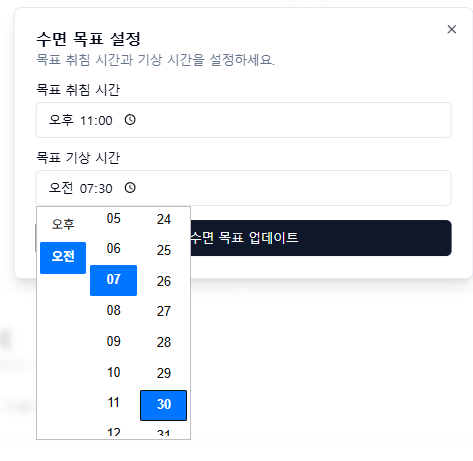 수면 목표 설정
목표 취침 시간과 기상 시간을 설정하세요.
목표 취침 시간
오후 11:00
목표 기상 시간
오전 07:30
수면 목표 업데이트
오후 05 24
오전 06 25
07 26
08 27
09 28
10 29
11 30
12 31